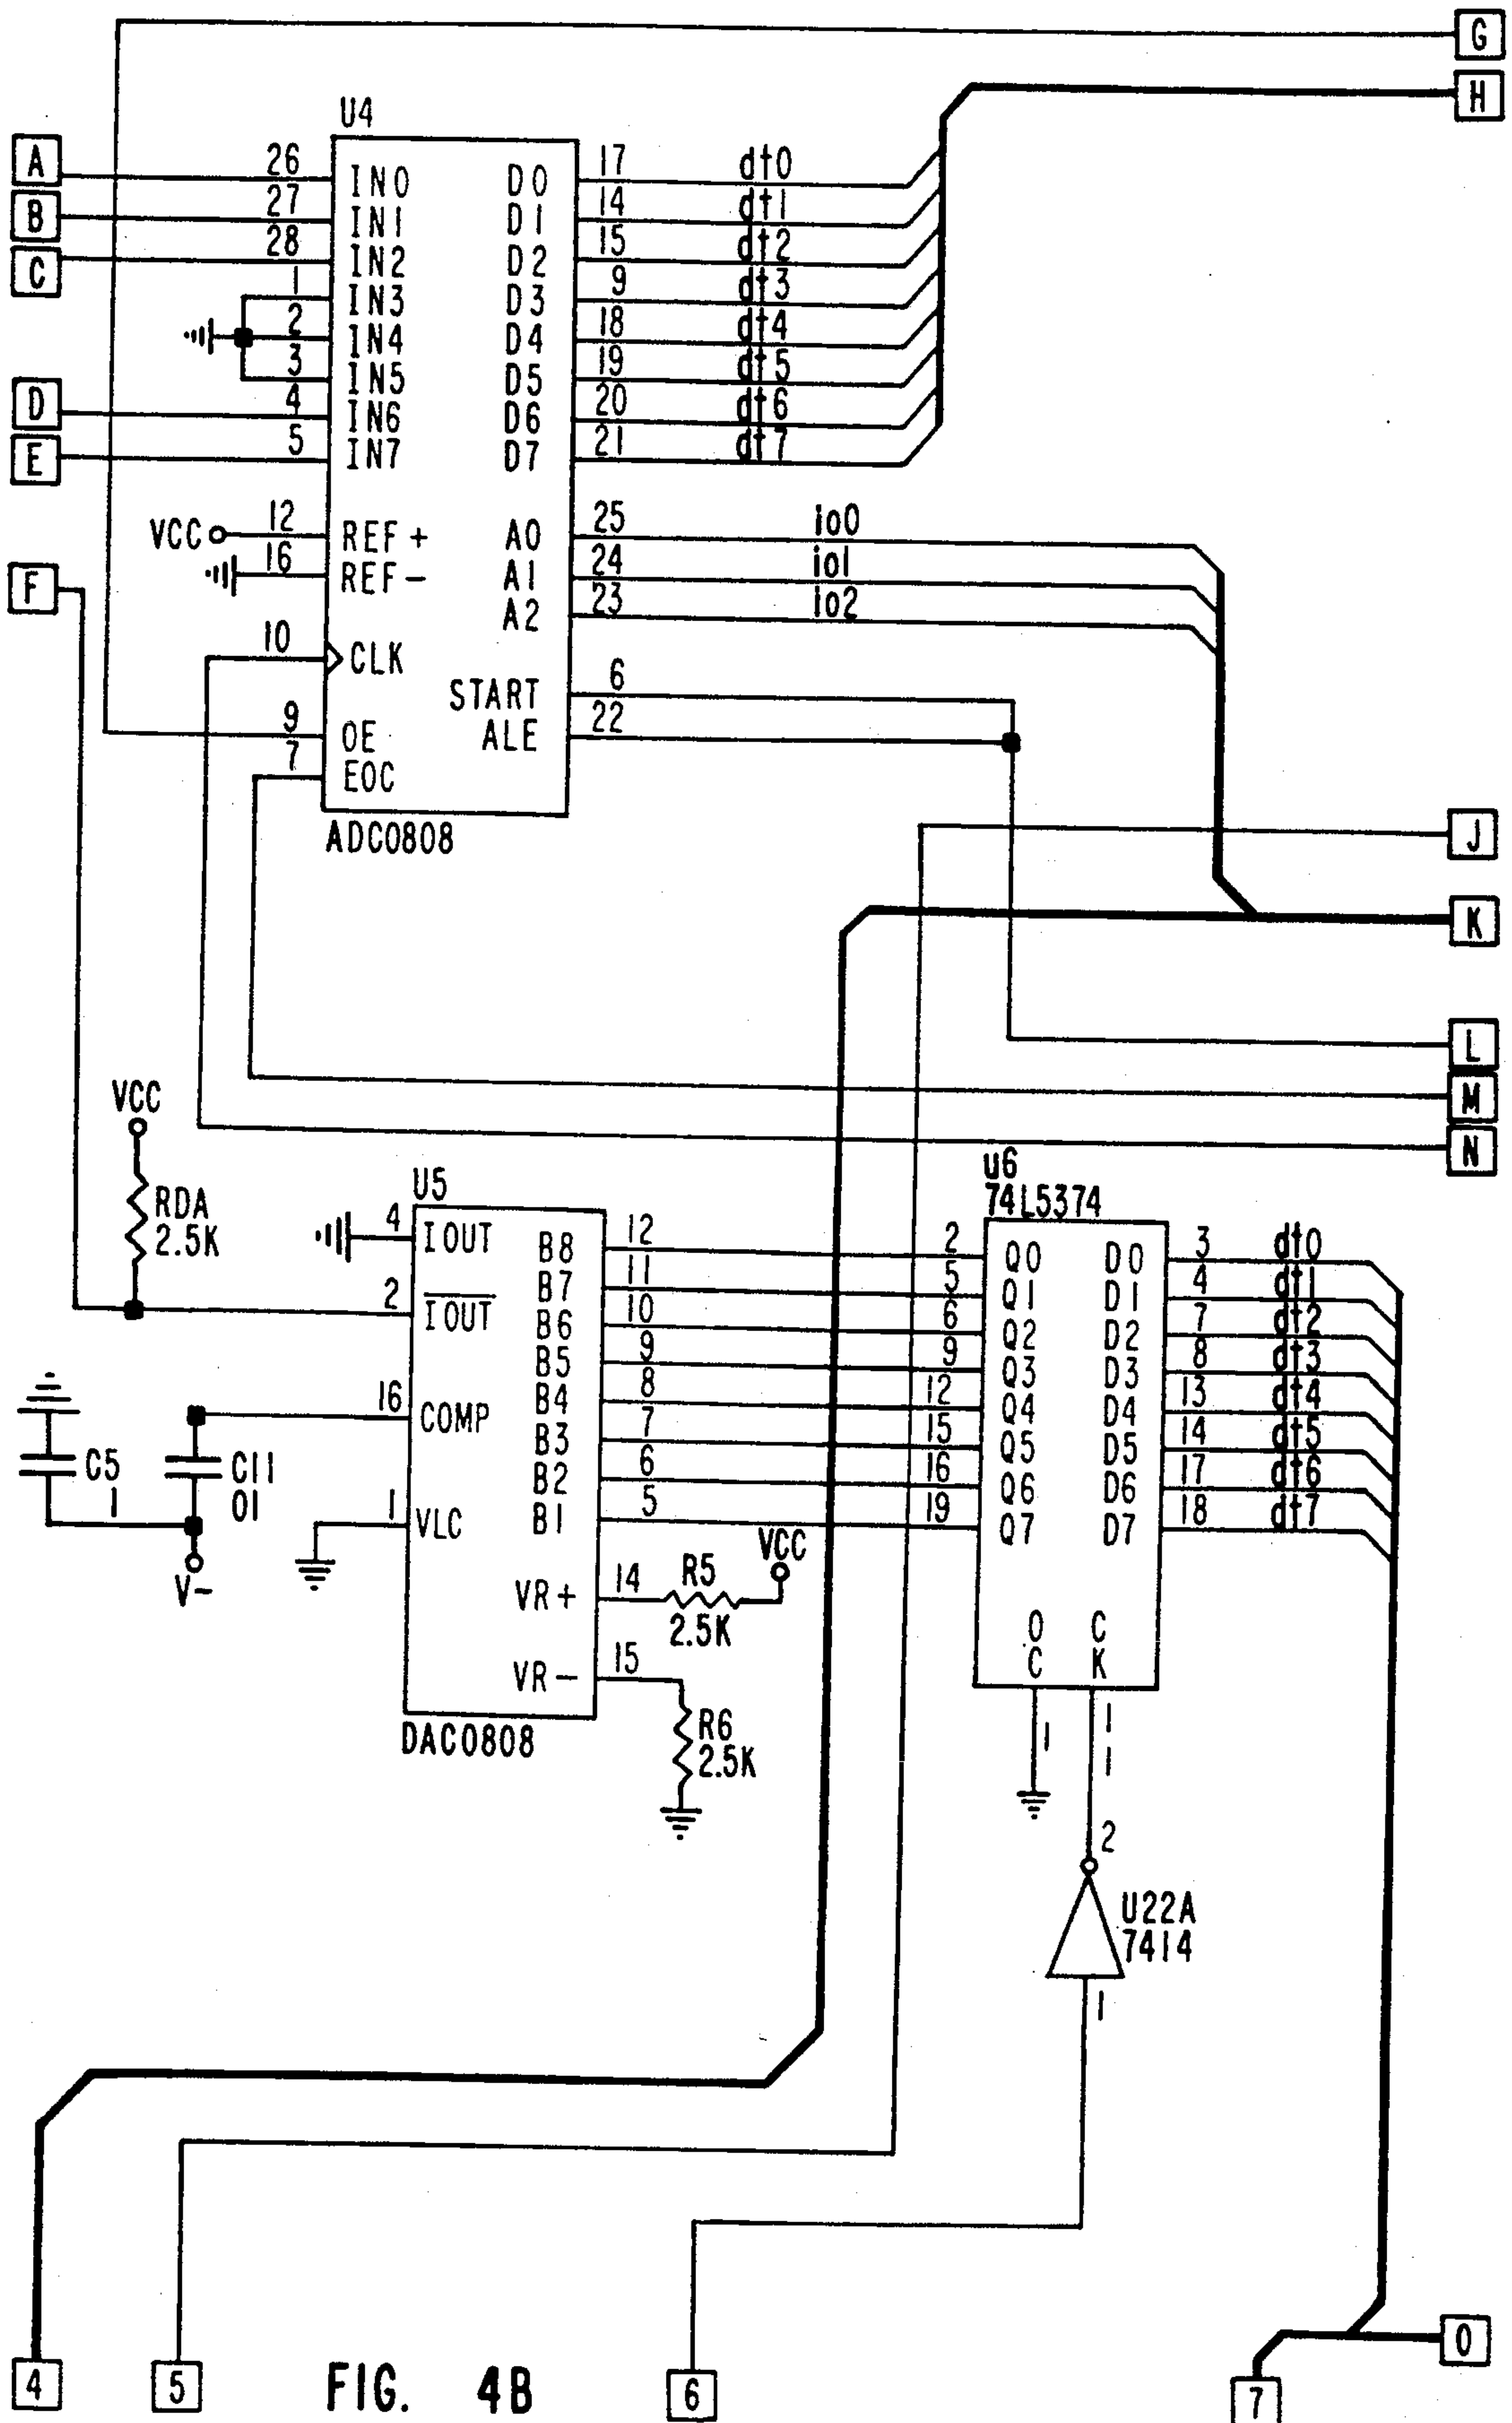 G
H
U4
A 26 IN0 D0 17 dt0
B 27 IN1 D1 14 dt1
C 28 IN2 D2 15 dt2
1 IN3 D3 9 dt3
2 IN4 D4 18 dt4
3 IN5 D5 19 dt5
D 4 IN6 D6 20 dt6
E 5 IN7 D7 21 dt7
VCC 12 REF+ A0 25 io0
16 REF- A1 24 io1
F
A2 23 io2
10 CLK
START 6
9 OE ALE 22
7 EOC
ADC0808
J
K
L
M
N
VCC
RDA
2.5K
U5
4 IOUT B8 12
B7 11
2 IOUT B6 10
B5 9
16 COMP B4 8
B3 7
B2 6
1 VLC B1 5
C5
1
C11
01
V-
VR+ 14 R5 VCC
2.5K
VR- 15
R6
2.5K
DAC0808
u6
74L5374
2 Q0 D0 3 dt0
5 Q1 D1 4 dt1
6 Q2 D2 7 dt2
9 Q3 D3 8 dt3
12 Q4 D4 13 dt4
15 Q5 D5 14 dt5
16 Q6 D6 17 dt6
19 Q7 D7 18 dt7
OC CK
1 11
2
U22A
7414
1
O
4 5 6 7
FIG. 4B